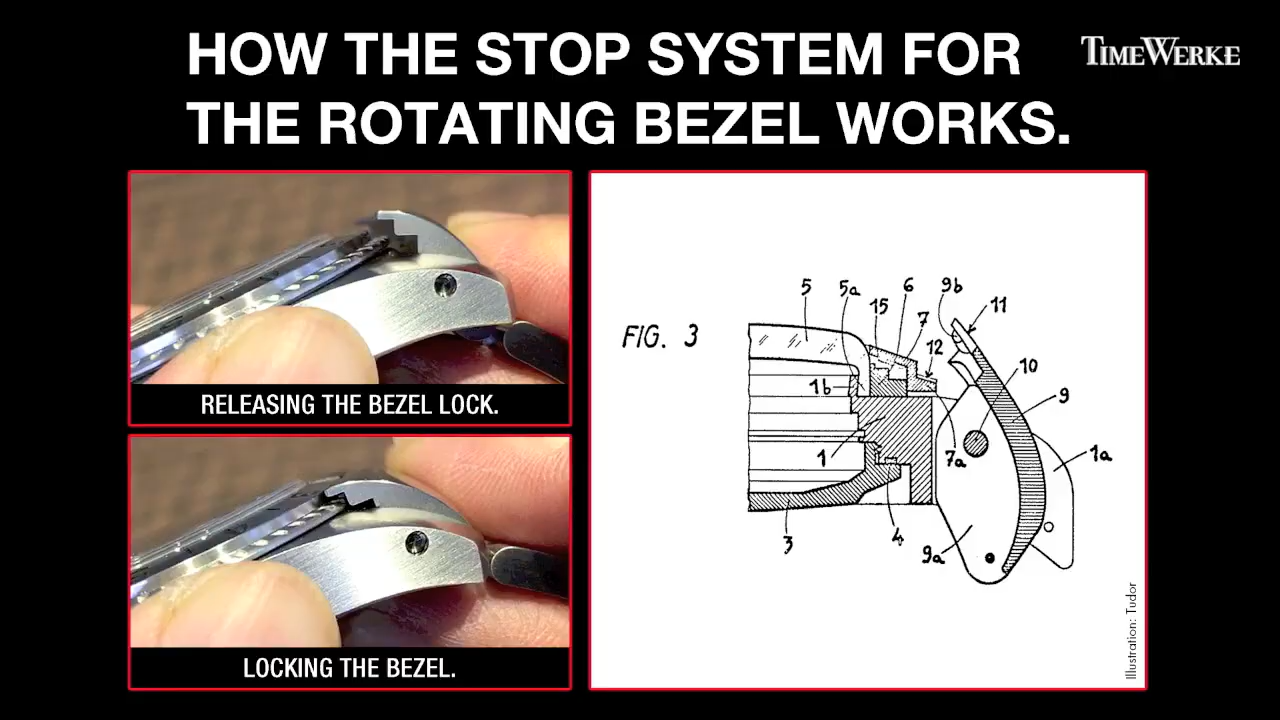 HOW THE STOP SYSTEM FOR
THE ROTATING BEZEL WORKS.
TIMEWERKE
RELEASING THE BEZEL LOCK.
LOCKING THE BEZEL.
FIG. 3
5
5a
15
6
7
12
9b
11
10
9
1a
1b
1
7a
3
4
9a
Illustration: Tudor